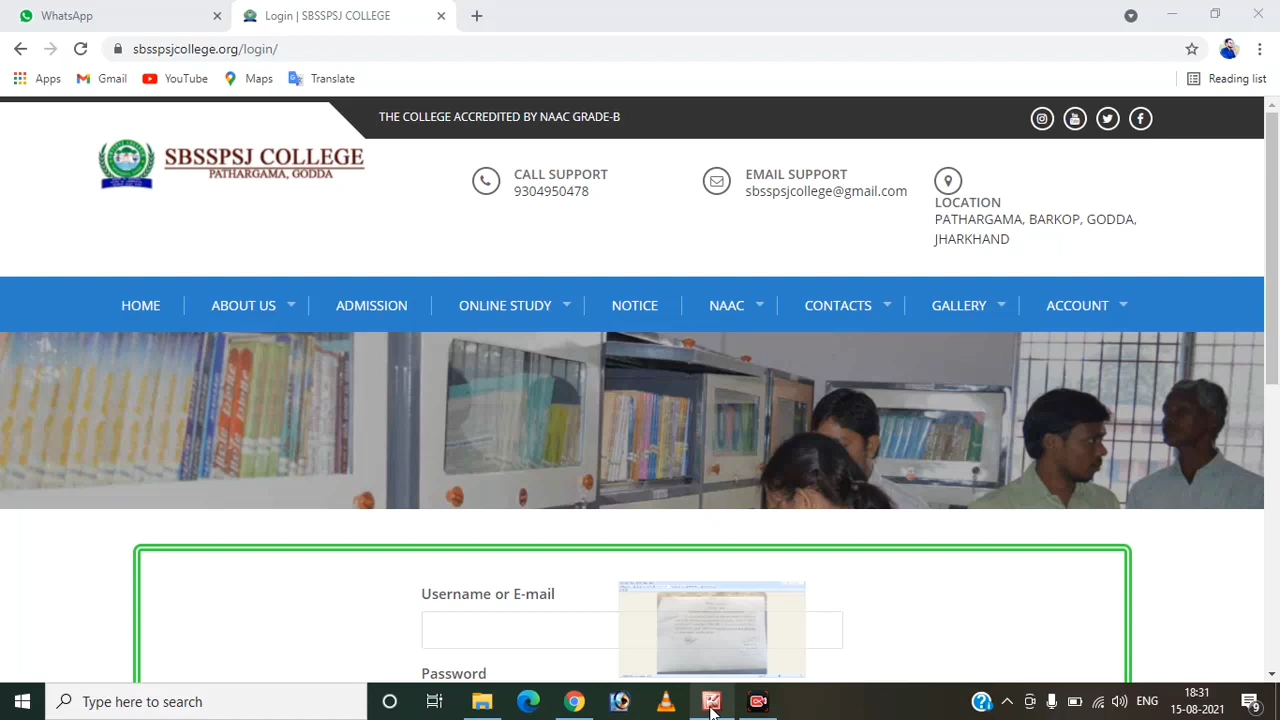 WhatsApp
Login | SBSSPSJ COLLEGE
sbsspsjcollege.org/login/
Apps
Gmail
YouTube
Maps
Translate
Reading list
THE COLLEGE ACCREDITED BY NAAC GRADE-B
SBSSPSJ COLLEGE
PATHARGAMA, GODDA
CALL SUPPORT
9304950478
EMAIL SUPPORT
sbsspsjcollege@gmail.com
LOCATION
PATHARGAMA, BARKOP, GODDA,
JHARKHAND
HOME
ABOUT US
ADMISSION
ONLINE STUDY
NOTICE
NAAC
CONTACTS
GALLERY
ACCOUNT
Username or E-mail
Password
Type here to search
ENG
18:31
15-08-2021
9